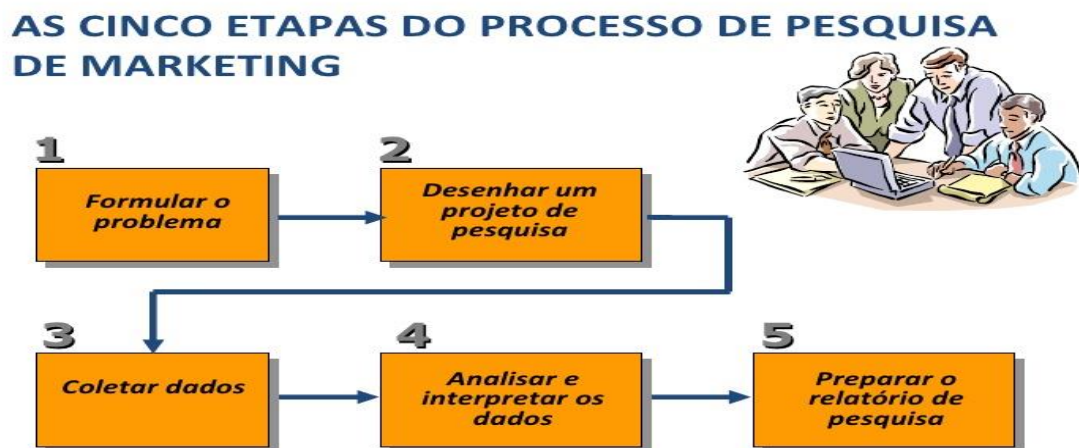 AS CINCO ETAPAS DO PROCESSO DE PESQUISA
DE MARKETING
1
Formular o
problema
2
Desenhar um
projeto de
pesquisa
3
Coletar dados
4
Analisar e
interpretar os
dados
5
Preparar o
relatório de
pesquisa